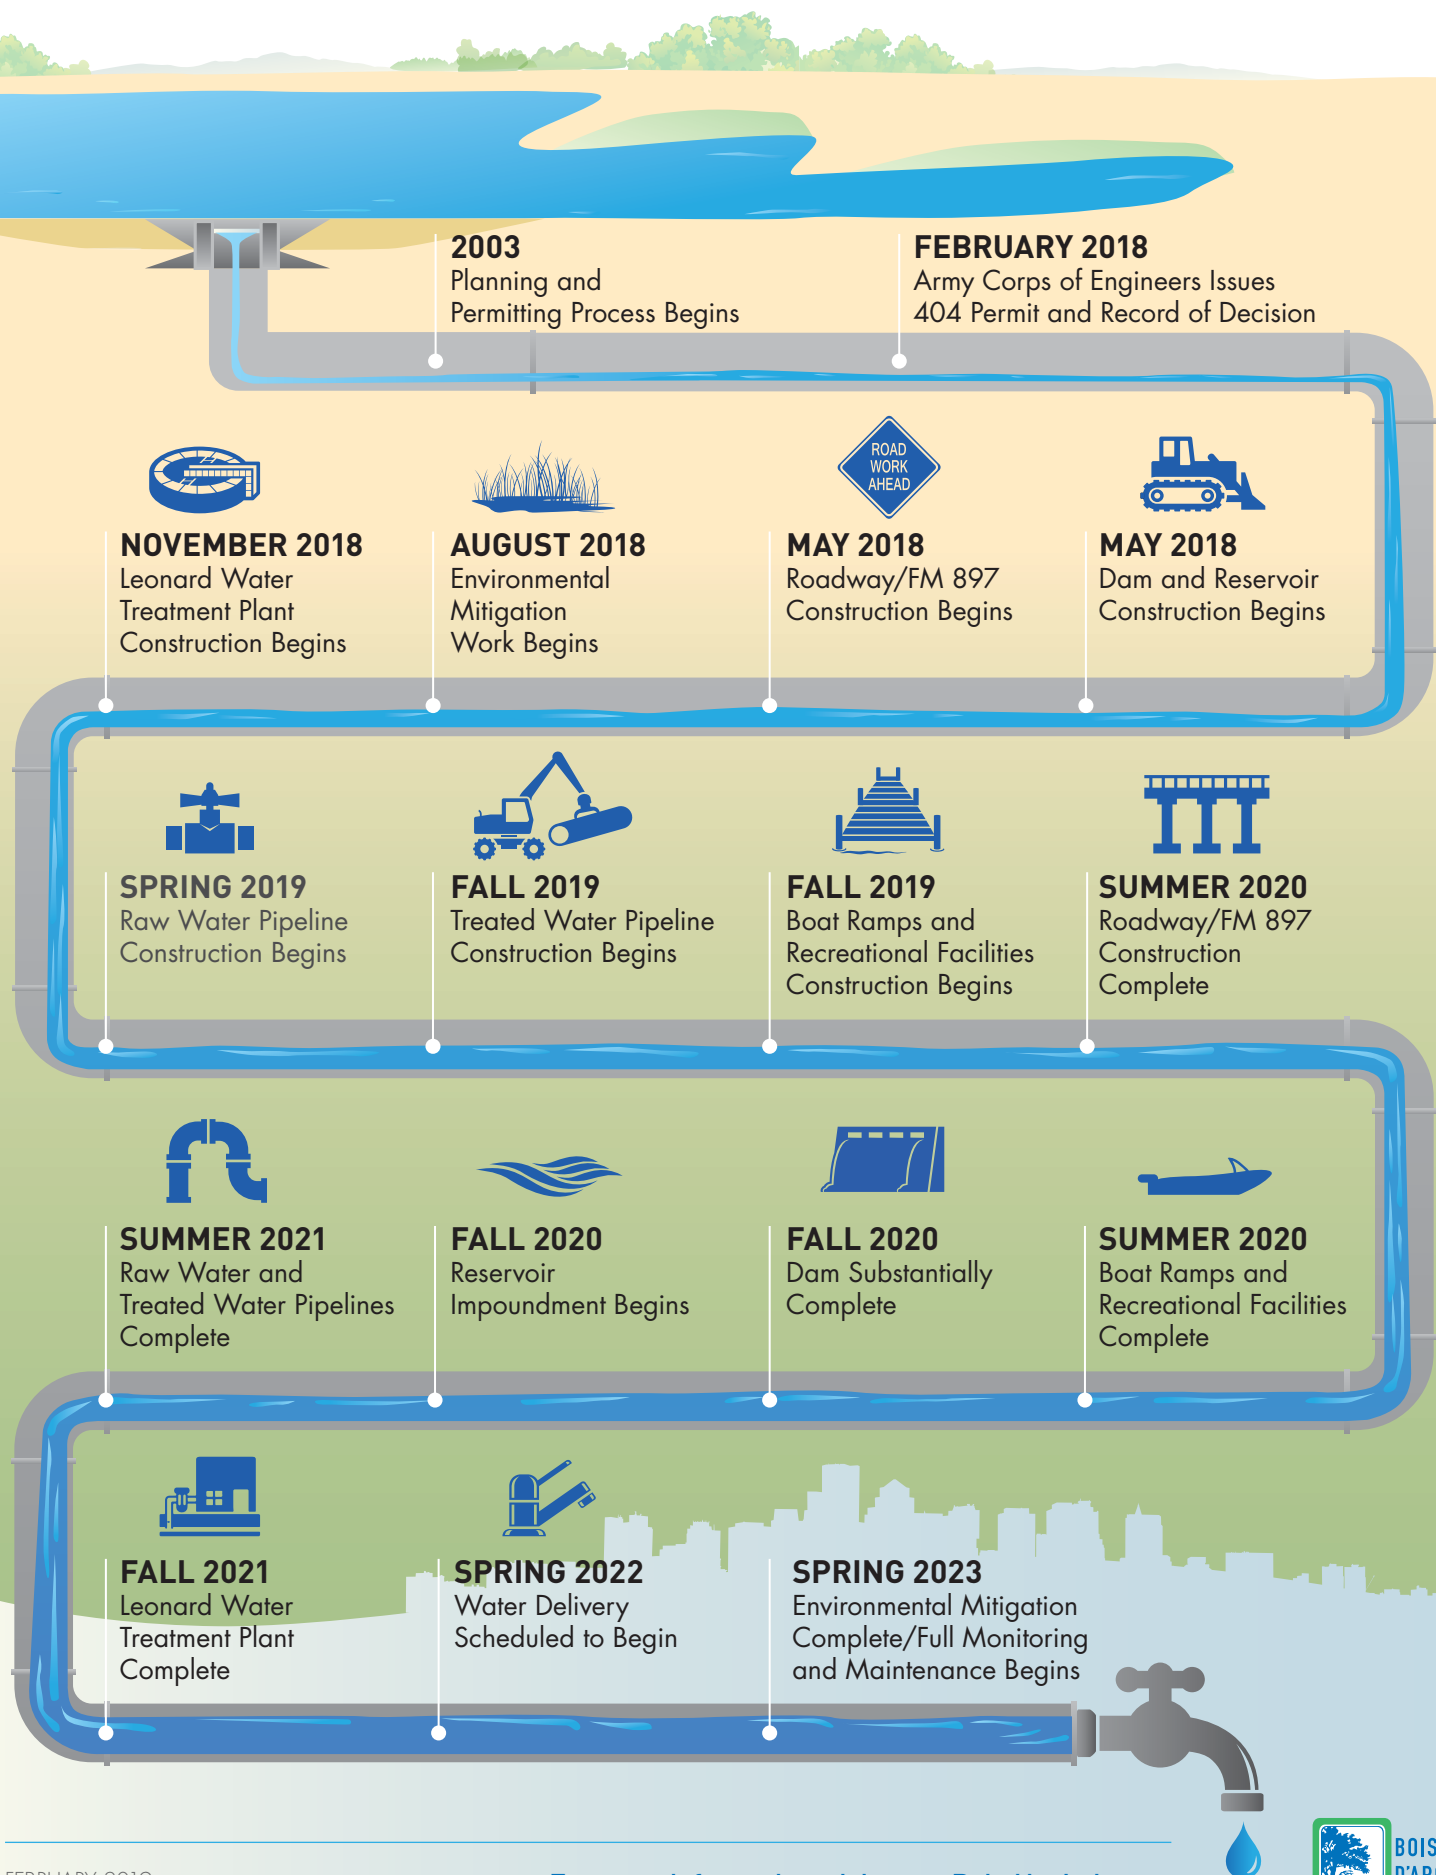 2003
Planning and
Permitting Process Begins
FEBRUARY 2018
Army Corps of Engineers Issues
404 Permit and Record of Decision
ROAD
WORK
AHEAD
NOVEMBER 2018
Leonard Water
Treatment Plant
Construction Begins
AUGUST 2018
Environmental
Mitigation
Work Begins
MAY 2018
Roadway/FM 897
Construction Begins
MAY 2018
Dam and Reservoir
Construction Begins
SPRING 2019
Raw Water Pipeline
Construction Begins
FALL 2019
Treated Water Pipeline
Construction Begins
FALL 2019
Boat Ramps and
Recreational Facilities
Construction Begins
SUMMER 2020
Roadway/FM 897
Construction
Complete
SUMMER 2021
Raw Water and
Treated Water Pipelines
Complete
FALL 2020
Reservoir
Impoundment Begins
FALL 2020
Dam Substantially
Complete
SUMMER 2020
Boat Ramps and
Recreational Facilities
Complete
FALL 2021
Leonard Water
Treatment Plant
Complete
SPRING 2022
Water Delivery
Scheduled to Begin
SPRING 2023
Environmental Mitigation
Complete/Full Monitoring
and Maintenance Begins
BOIS